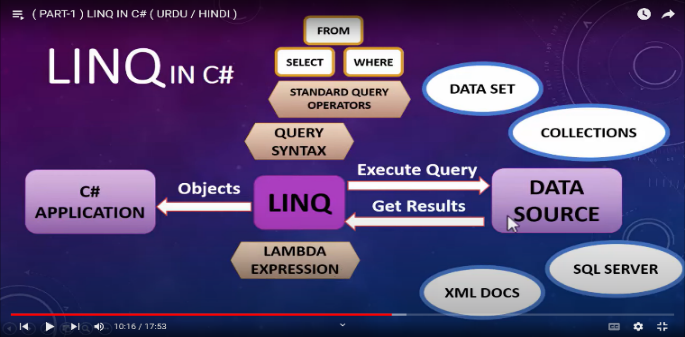 ( PART-1 ) LINQ IN C# ( URDU / HINDI )
LINQ IN C#
FROM
SELECT
WHERE
STANDARD QUERY
OPERATORS
QUERY
SYNTAX
DATA SET
COLLECTIONS
C#
APPLICATION
Objects
LINQ
Execute Query
Get Results
DATA
SOURCE
LAMBDA
EXPRESSION
XML DOCS
SQL SERVER
10:16 / 17:53